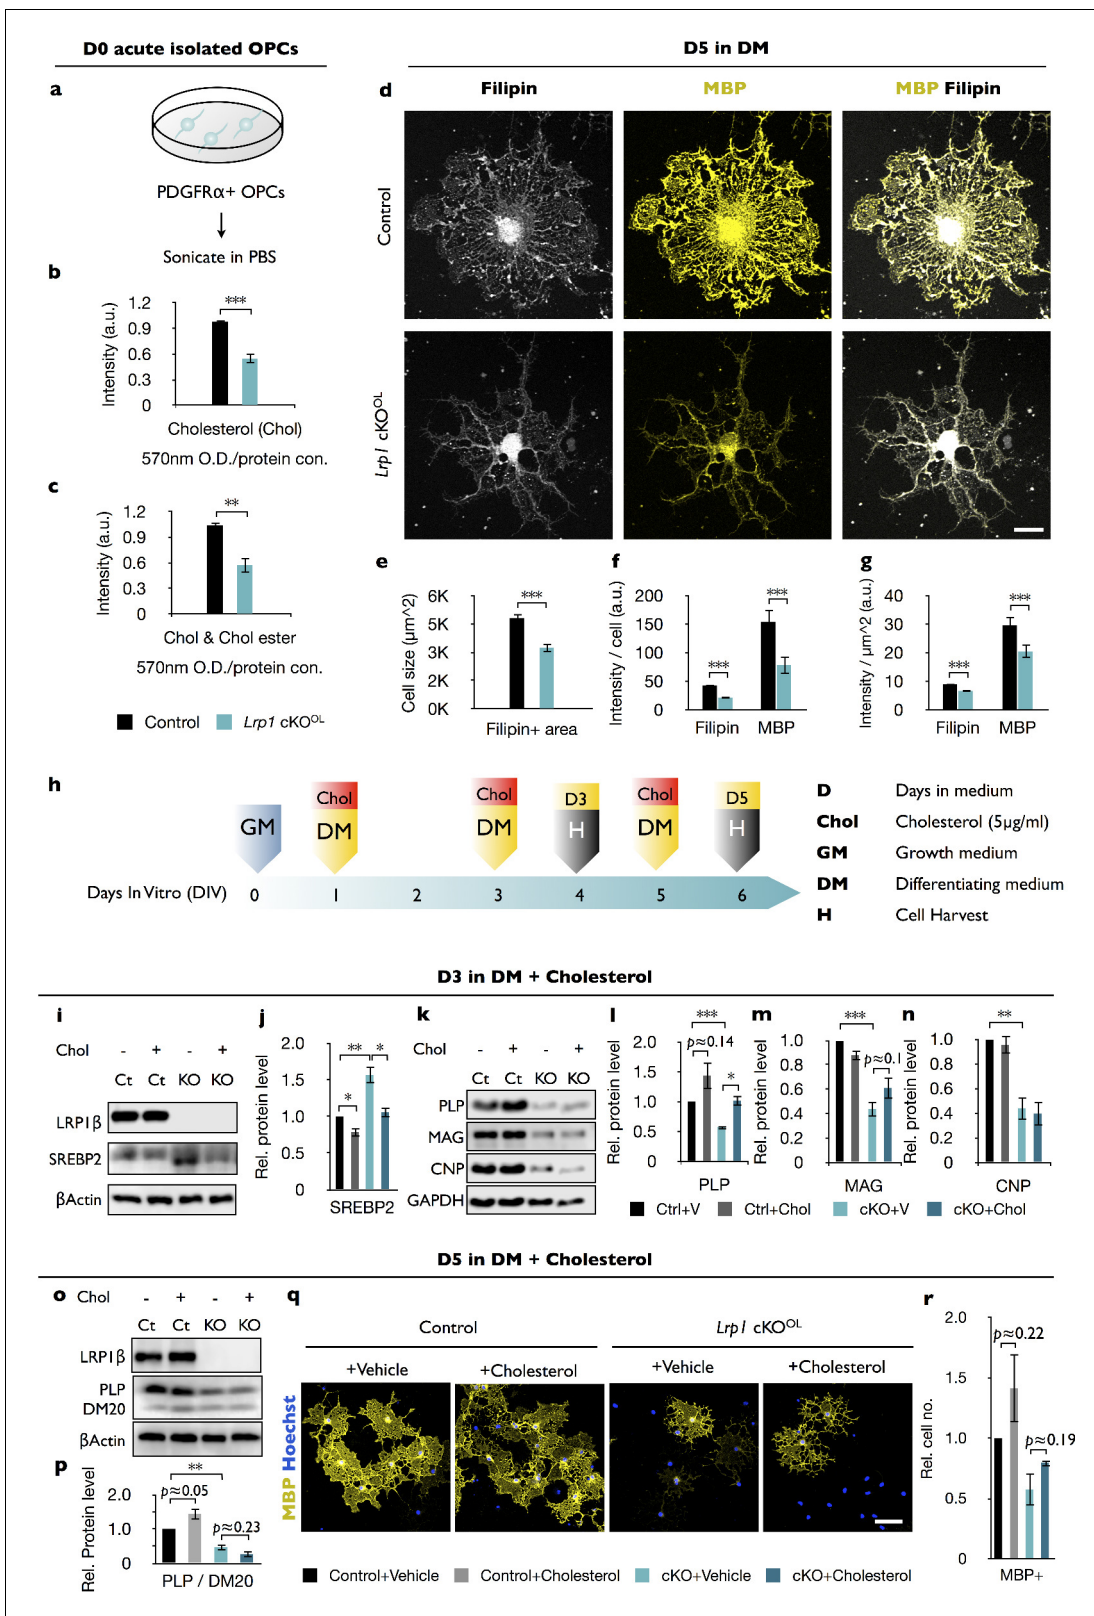 D0 acute isolated OPCs
D5 in DM
a
PDGFRα+ OPCs
Sonicate in PBS
b
1.2
0.9
0.6
0.3
0
Intensity (a.u.)
***
Cholesterol (Chol)
570nm O.D./protein con.
c
1.2
0.9
0.6
0.3
0
Intensity (a.u.)
**
Chol & Chol ester
570nm O.D./protein con.
Control
Lrp1 cKO^OL
d
Filipin
MBP
MBP Filipin
Control
Lrp1 cKO^OL
e
6K
5K
3K
2K
0K
Cell size (μm^2)
***
Filipin+ area
f
200
150
100
50
0
Intensity / cell (a.u.)
***
***
Filipin MBP
g
40
30
20
10
0
Intensity / μm^2 (a.u.)
***
***
Filipin MBP
h
GM
Chol
DM
Chol
DM
D3
H
Chol
DM
D5
H
Days In Vitro (DIV) 0 1 2 3 4 5 6
D Days in medium
Chol Cholesterol (5μg/ml)
GM Growth medium
DM Differentiating medium
H Cell Harvest
D3 in DM + Cholesterol
i
Chol - + - +
Ct Ct KO KO
LRP1β
SREBP2
βActin
j
2.0
1.5
1.0
0.5
0
Rel. protein level
** *
*
SREBP2
k
Chol - + - +
Ct Ct KO KO
PLP
MAG
CNP
GAPDH
l
2.0
1.5
1.0
0.5
0
Rel. protein level
***
p≈0.14
*
PLP
m
1.0
0.8
0.6
0.4
0.2
0
***
p≈0.1
MAG
n
1.0
0.8
0.6
0.4
0.2
0
**
CNP
Ctrl+V Ctrl+Chol cKO+V cKO+Chol
D5 in DM + Cholesterol
o
Chol - + - +
Ct Ct KO KO
LRP1β
PLP
DM20
βActin
p
2.0
1.0
0
Rel. Protein level
**
p≈0.05
p≈0.23
PLP / DM20
q
Control
Lrp1 cKO^OL
+Vehicle
+Cholesterol
+Vehicle
+Cholesterol
MBP Hoechst
Control+Vehicle Control+Cholesterol cKO+Vehicle cKO+Cholesterol
r
2.0
1.5
1.0
0.5
0
Rel. cell no.
p≈0.22
p≈0.19
MBP+